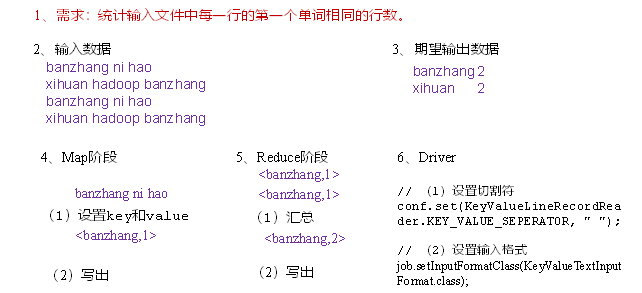 1、需求：统计输入文件中每一行的第一个单词相同的行数。
2、输入数据
banzhang ni hao
xihuan hadoop banzhang
banzhang ni hao
xihuan hadoop banzhang
3、期望输出数据
banzhang 2
xihuan 2
4、Map阶段
banzhang ni hao
（1）设置key和value
<banzhang,1>
（2）写出
5、Reduce阶段
<banzhang,1>
<banzhang,1>
（1）汇总
<banzhang,2>
（2）写出
6、Driver
// （1）设置切割符
conf.set(KeyValueLineRecordRea
der.KEY_VALUE_SEPERATOR, " ");
// （2）设置输入格式
job.setInputFormatClass(KeyValueTextInput
Format.class);